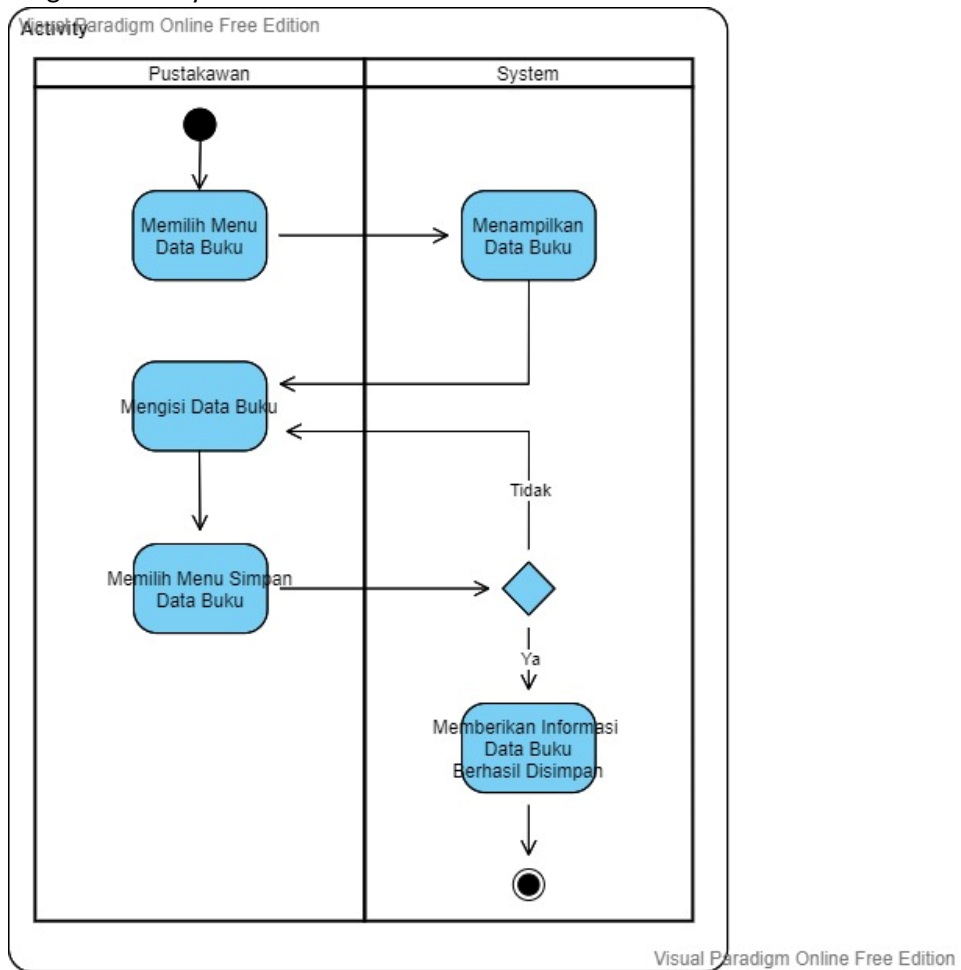 Visual Paradigm Online Free Edition
Activity
Pustakawan
System
Memilih Menu
Data Buku
Menampilkan
Data Buku
Mengisi Data Buku
Tidak
Memilih Menu Simpan
Data Buku
Ya
Memberikan Informasi
Data Buku
Berhasil Disimpan
Visual Paradigm Online Free Edition